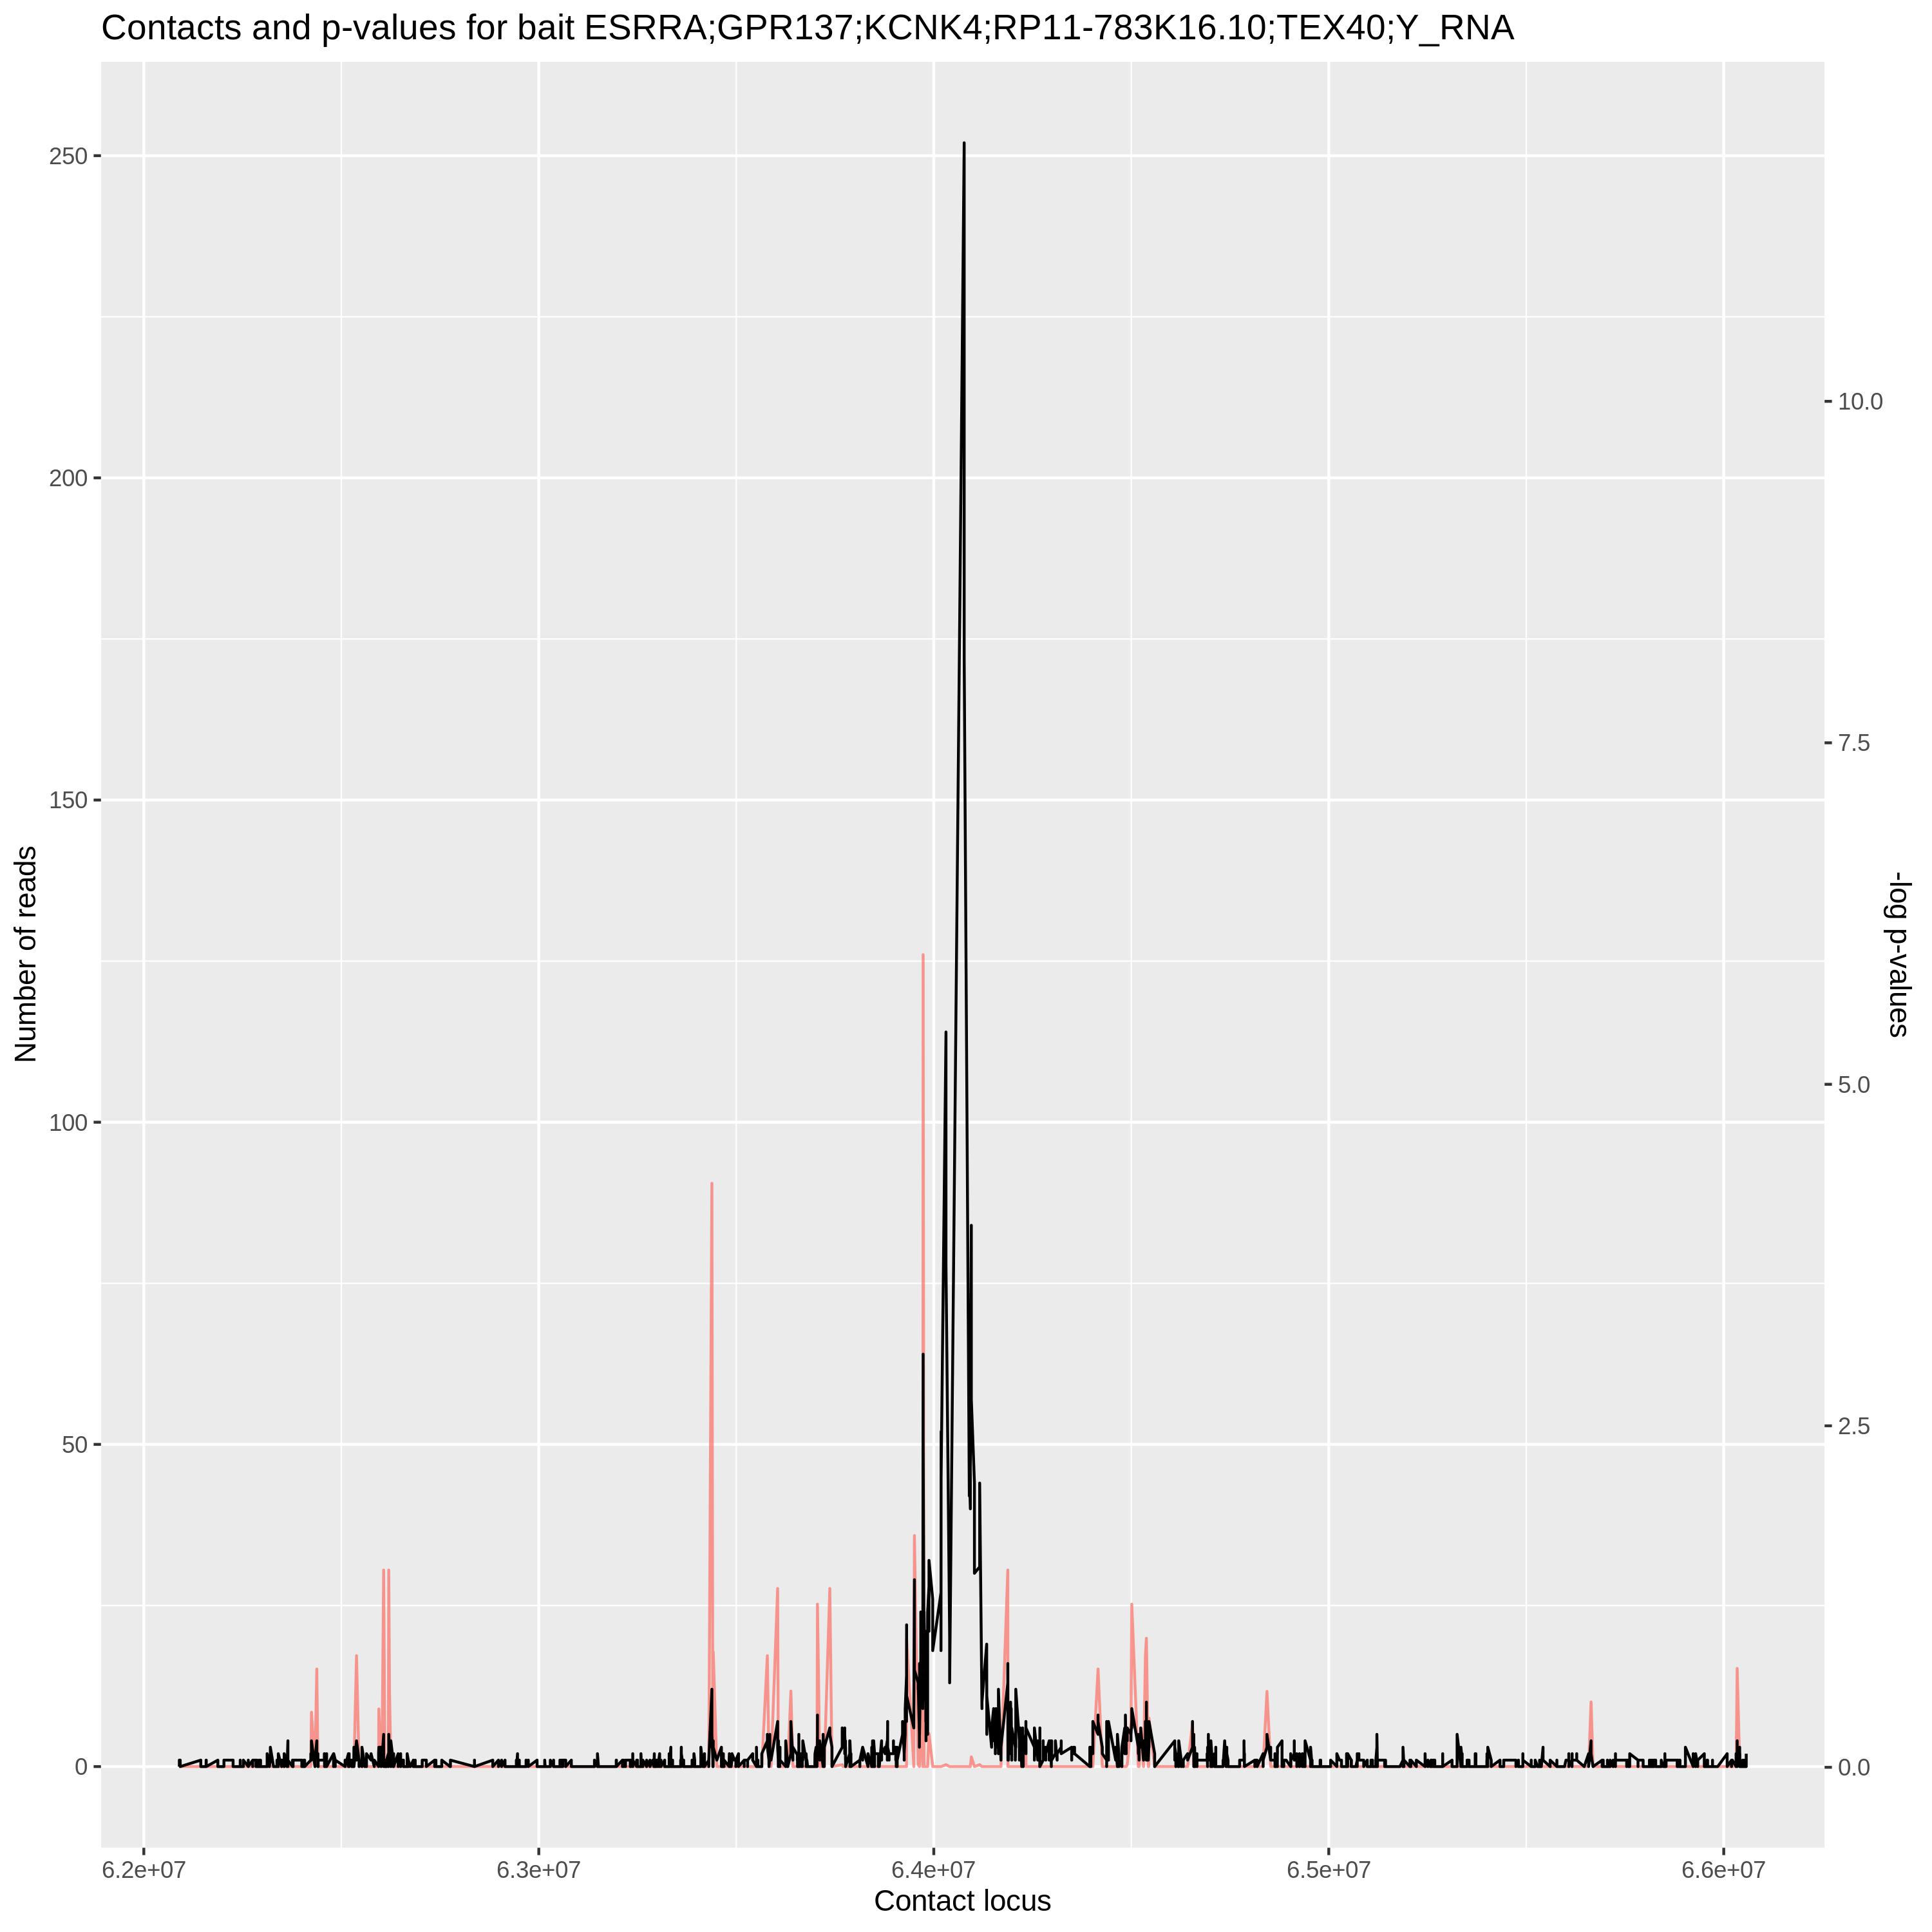 Contacts and p-values for bait ESRRA;GPR137;KCNK4;RP11-783K16.10;TEX40;Y_RNA
250
200
150
100
50
0
Number of reads
10.0
7.5
5.0
2.5
0.0
-log p-values
6.2e+07
6.3e+07
6.4e+07
6.5e+07
6.6e+07
Contact locus